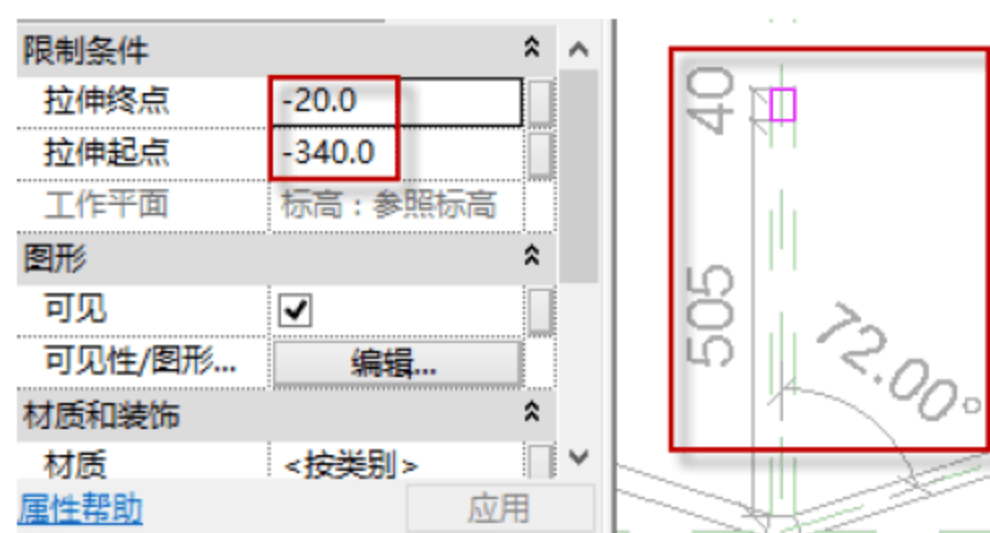 限制条件
拉伸终点 -20.0
拉伸起点 -340.0
工作平面 标高：参照标高
图形
可见
可见性/图形... 编辑...
材质和装饰
材质 <按类别>
属性帮助 应用
40
505
72.00°